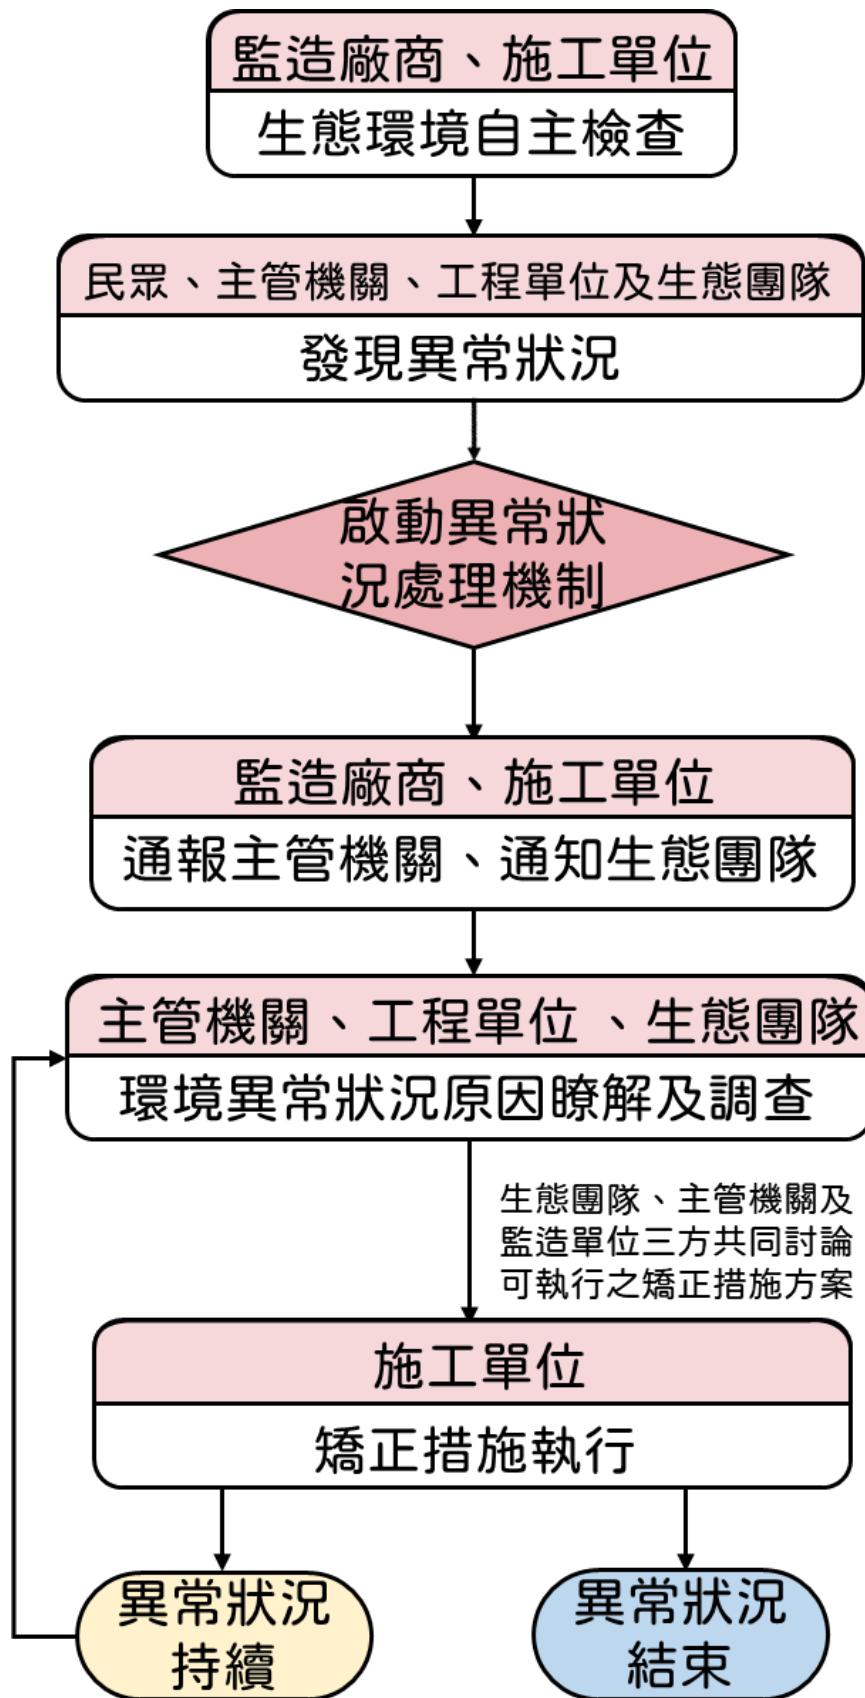 監造廠商、施工單位
生態環境自主檢查
民眾、主管機關、工程單位及生態團隊
發現異常狀況
啟動異常狀
況處理機制
監造廠商、施工單位
通報主管機關、通知生態團隊
主管機關、工程單位、生態團隊
環境異常狀況原因瞭解及調查
生態團隊、主管機關及
監造單位三方共同討論
可執行之矯正措施方案
施工單位
矯正措施執行
異常狀況
持續
異常狀況
結束